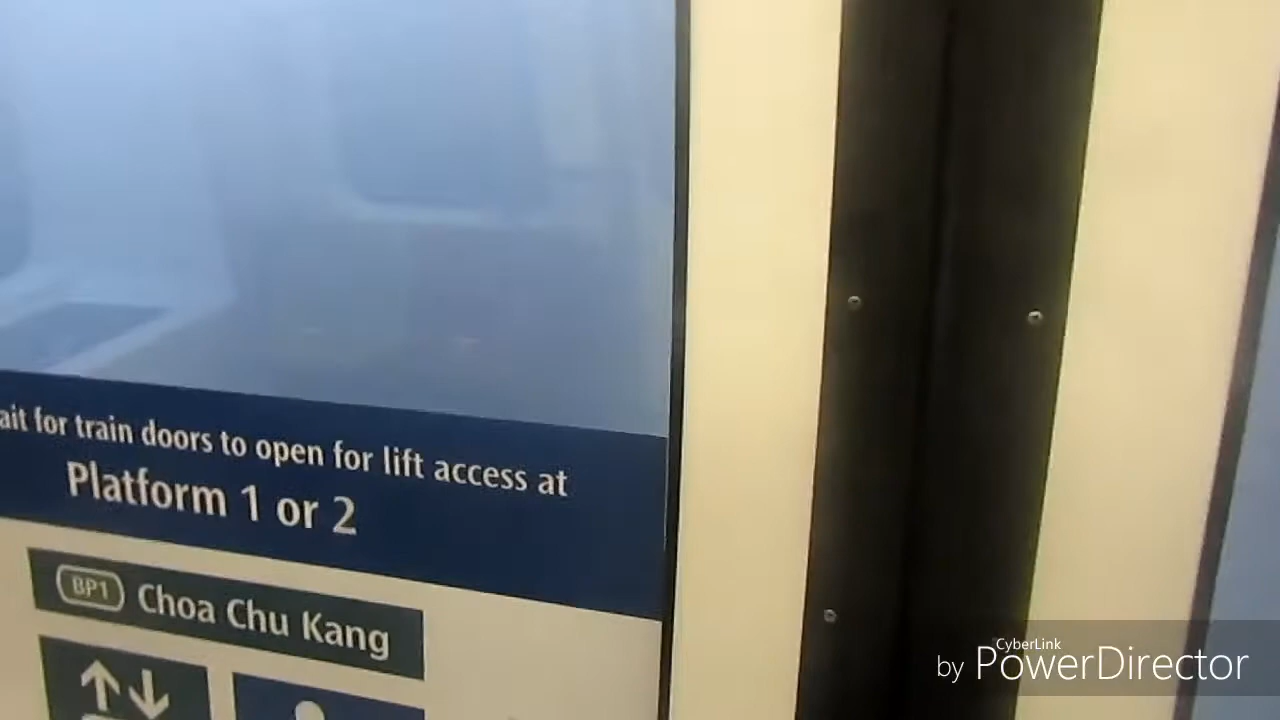 ait for train doors to open for lift access at
Platform 1 or 2
BP1 Choa Chu Kang
CyberLink
by PowerDirector